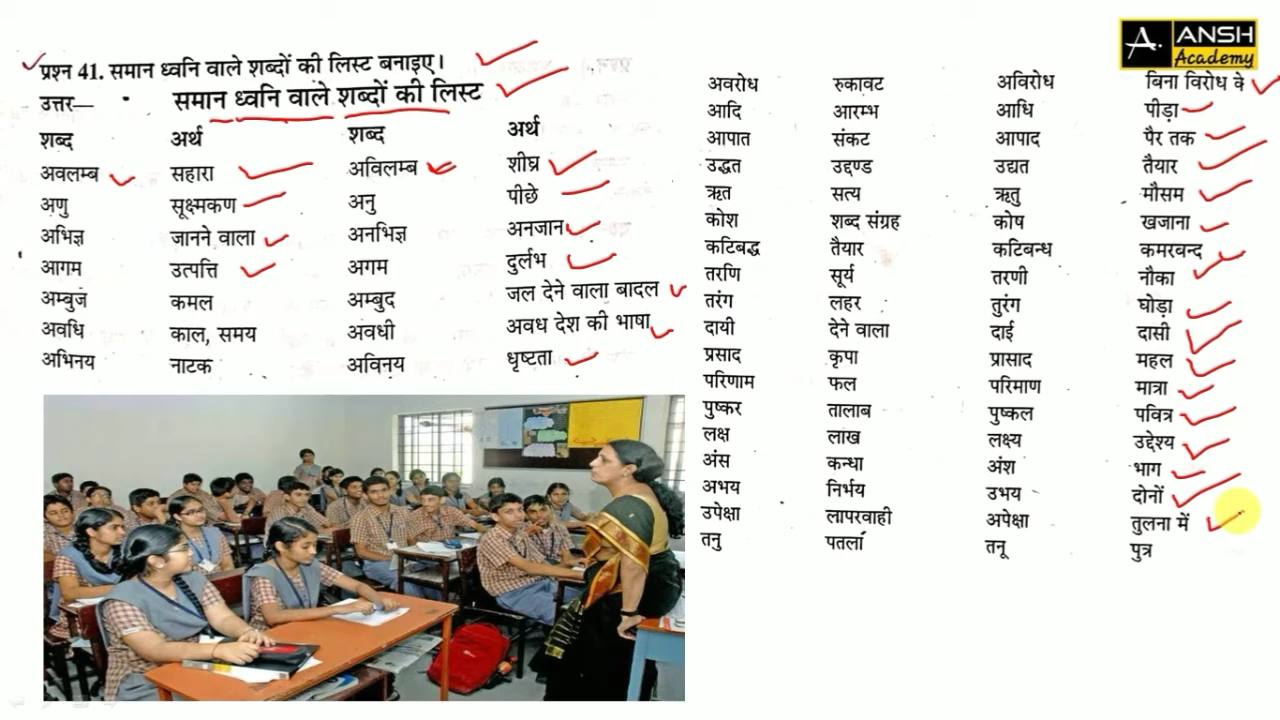 A. ANSH
Academy
प्रश्न 41. समान ध्वनि वाले शब्दों की लिस्ट बनाइए।
उत्तर— समान ध्वनि वाले शब्दों की लिस्ट
शब्द अर्थ शब्द अर्थ
अवलम्ब सहारा अविलम्ब शीघ्र
अणु सूक्ष्मकण अनु पीछे
अभिज्ञ जानने वाला अनभिज्ञ अनजान
आगम उत्पत्ति अगम दुर्लभ
अम्बुज कमल अम्बुद जल देने वाला बादल
अवधि काल, समय अवधी अवध देश की भाषा
अभिनय नाटक अविनय धृष्टता
अवरोध रुकावट अविरोध बिना विरोध के
आदि आरम्भ आधि पीड़ा
आपात संकट आपाद पैर तक
उद्धत उद्दण्ड उद्यत तैयार
ऋत सत्य ऋतु मौसम
कोश शब्द संग्रह कोष खजाना
कटिबद्ध तैयार कटिबन्ध कमरबन्द
तरणि सूर्य तरणी नौका
तरंग लहर तुरंग घोड़ा
दायी देने वाला दाई दासी
प्रसाद कृपा प्रासाद महल
परिणाम फल परिमाण मात्रा
पुष्कर तालाब पुष्कल पवित्र
लक्ष लाख लक्ष्य उद्देश्य
अंस कन्धा अंश भाग
अभय निर्भय उभय दोनों
उपेक्षा लापरवाही अपेक्षा तुलना में
तनु पतला तनू पुत्र